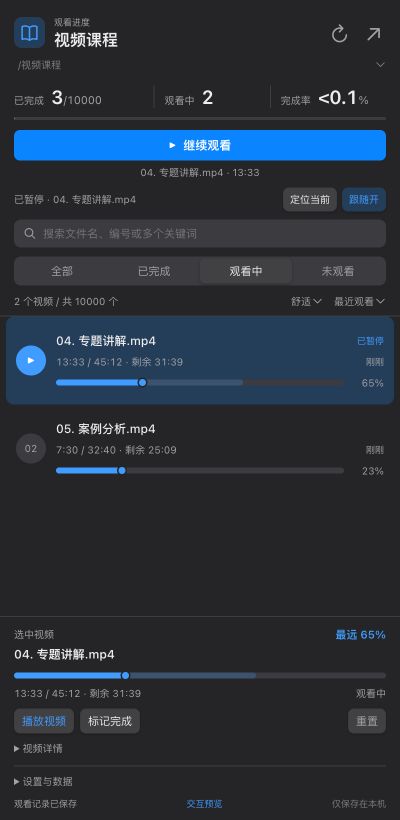 观看进度
视频课程
/视频课程
已完成 3/10000 观看中 2 完成率 <0.1%
继续观看
04. 专题讲解.mp4 · 13:33
已暂停 · 04. 专题讲解.mp4 定位当前 跟随开
搜索文件名、编号或多个关键词
全部 已完成 观看中 未观看
2 个视频 / 共 10000 个 舒适 最近观看
04. 专题讲解.mp4 已暂停
13:33 / 45:12 · 剩余 31:39 刚刚
65%
05. 案例分析.mp4
02 7:30 / 32:40 · 剩余 25:09 刚刚
23%
选中视频 最远 65%
04. 专题讲解.mp4
13:33 / 45:12 · 剩余 31:39 观看中
播放视频 标记完成 重置
视频详情
设置与数据
观看记录已保存 交互预览 仅保存在本机